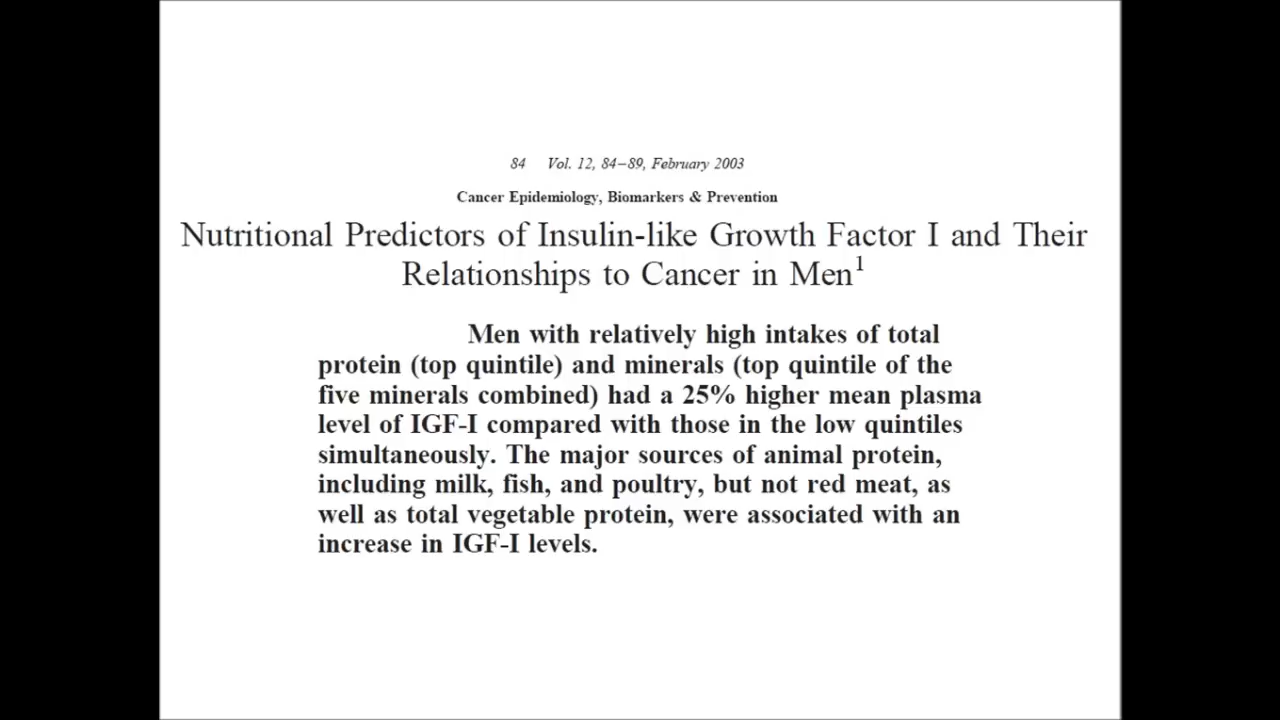 84 Vol. 12, 84–89, February 2003
Cancer Epidemiology, Biomarkers & Prevention
Nutritional Predictors of Insulin-like Growth Factor I and Their
Relationships to Cancer in Men1
Men with relatively high intakes of total
protein (top quintile) and minerals (top quintile of the
five minerals combined) had a 25% higher mean plasma
level of IGF-I compared with those in the low quintiles
simultaneously. The major sources of animal protein,
including milk, fish, and poultry, but not red meat, as
well as total vegetable protein, were associated with an
increase in IGF-I levels.